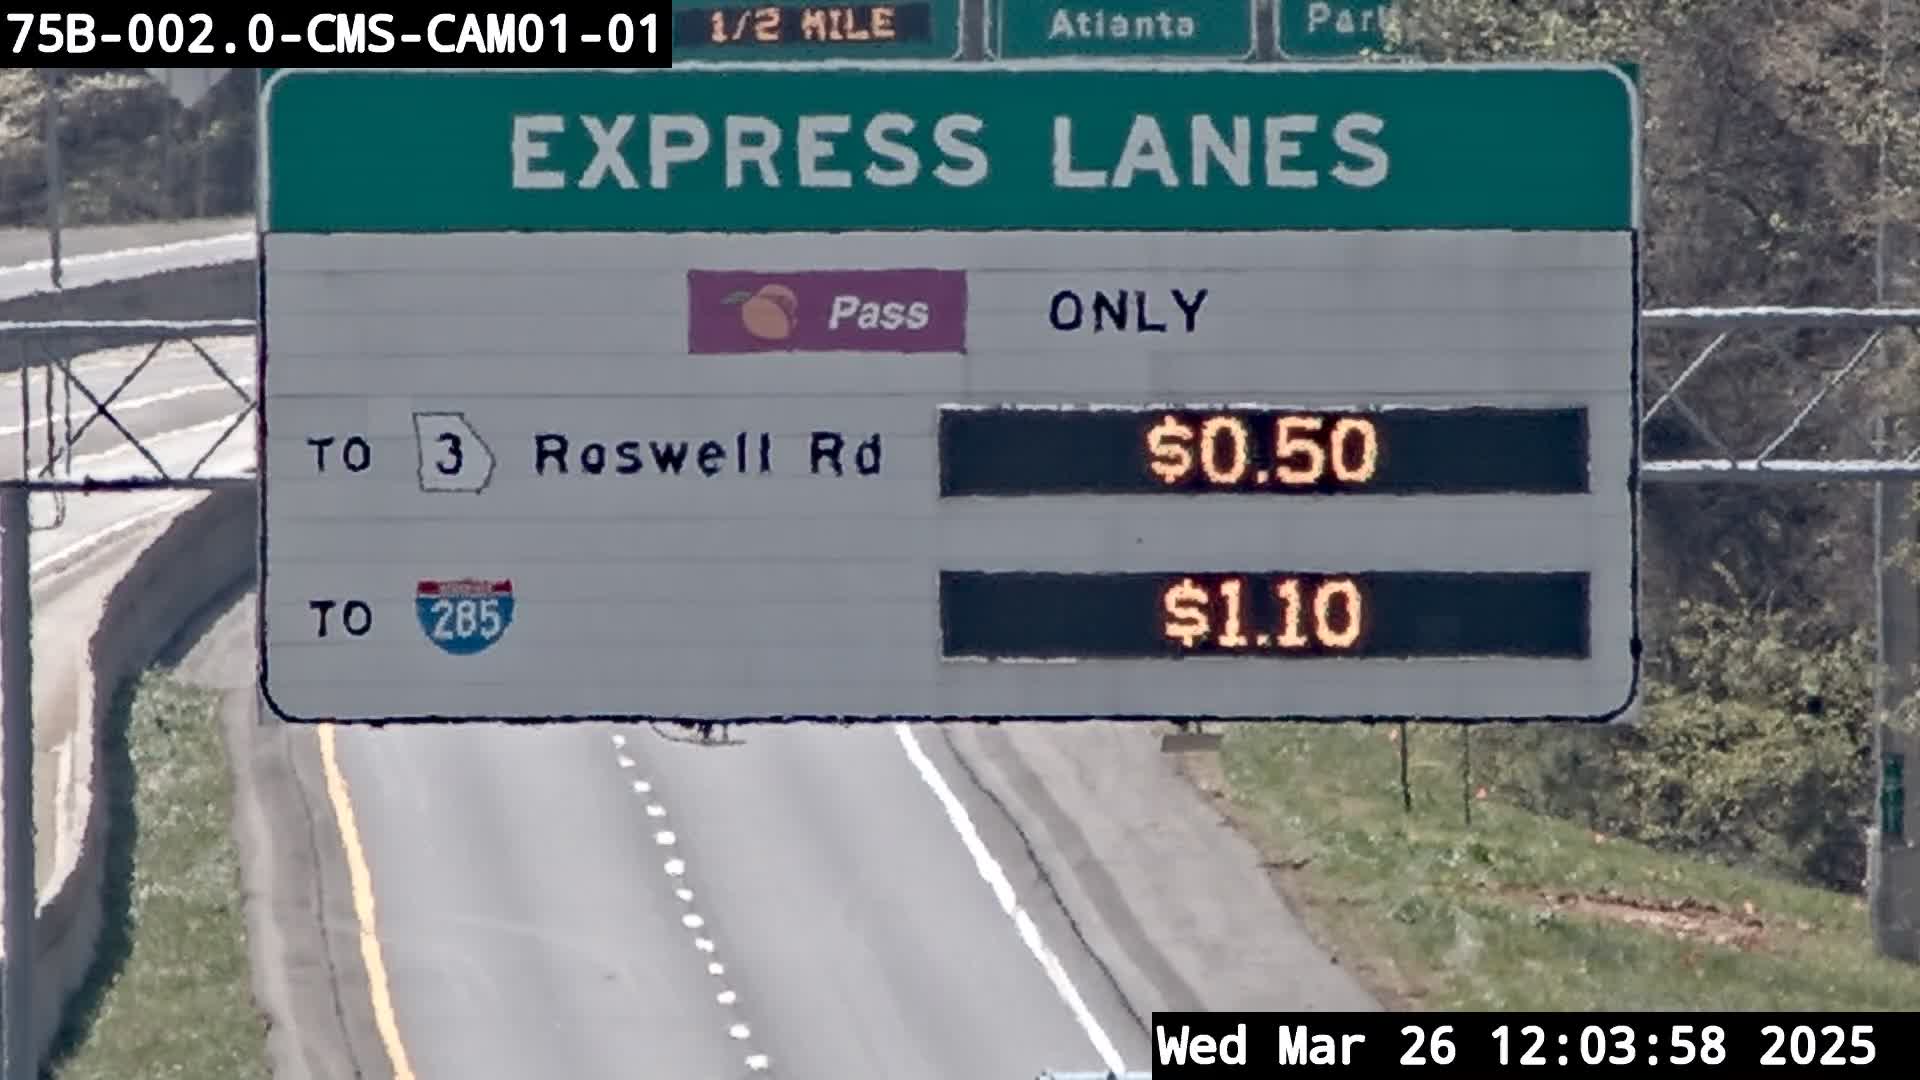 75B-002.0-CMS-CAM01-01
1/2 MILE
Atlanta
EXPRESS LANES
Pass ONLY
TO 3 Roswell Rd $0.50
TO 285 $1.10
Wed Mar 26 12:03:58 2025